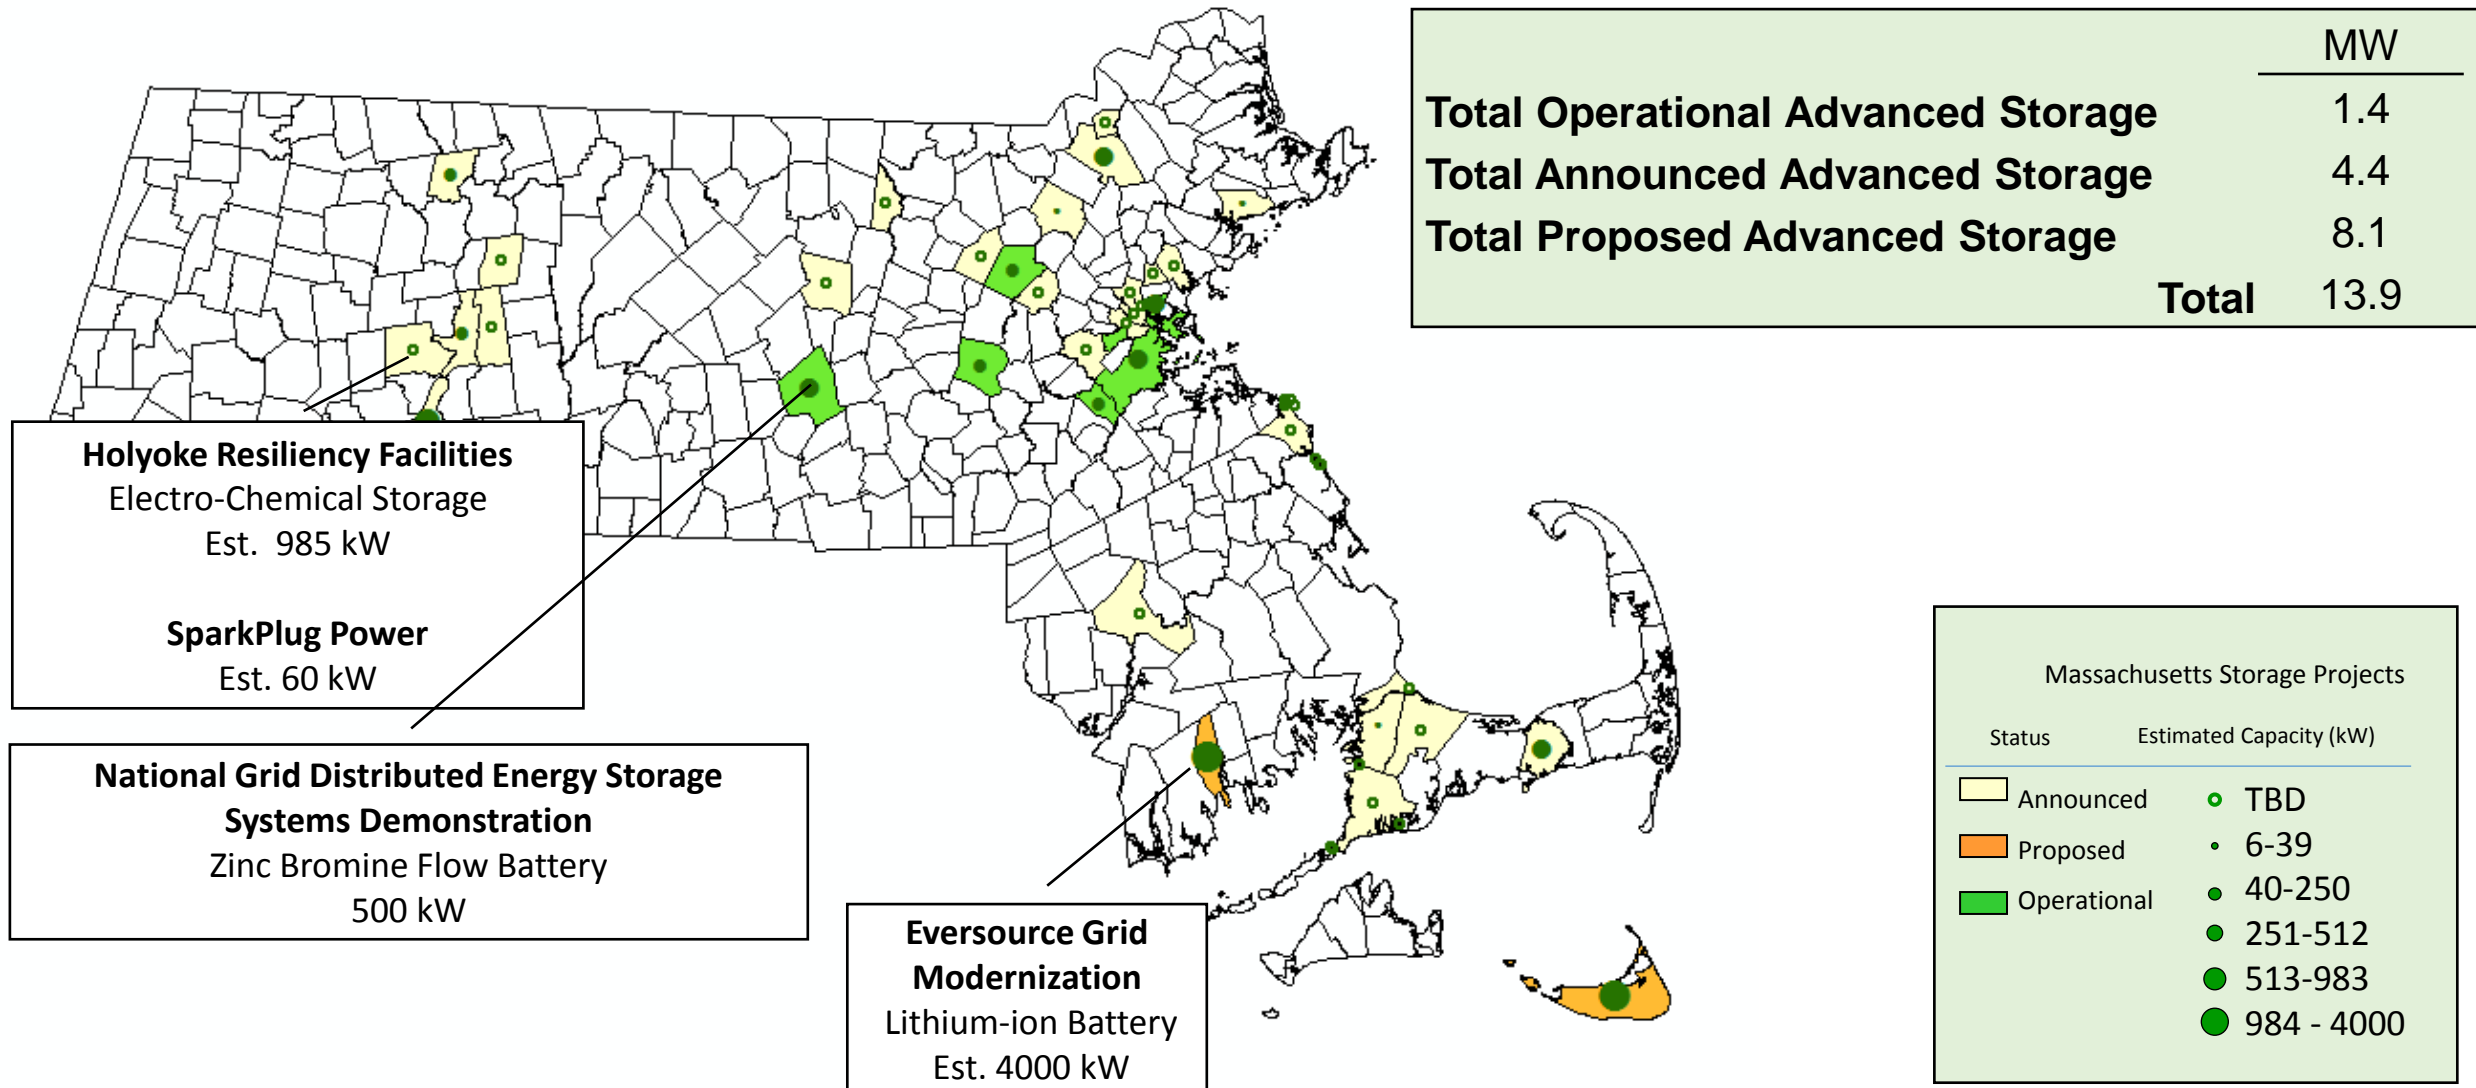 MW
Total Operational Advanced Storage 1.4
Total Announced Advanced Storage 4.4
Total Proposed Advanced Storage 8.1
Total 13.9
Holyoke Resiliency Facilities
Electro-Chemical Storage
Est. 985 kW
SparkPlug Power
Est. 60 kW
National Grid Distributed Energy Storage
Systems Demonstration
Zinc Bromine Flow Battery
500 kW
Eversource Grid
Modernization
Lithium-ion Battery
Est. 4000 kW
Massachusetts Storage Projects
Status Estimated Capacity (kW)
Announced TBD
Proposed 6-39
Operational 40-250
251-512
513-983
984 - 4000